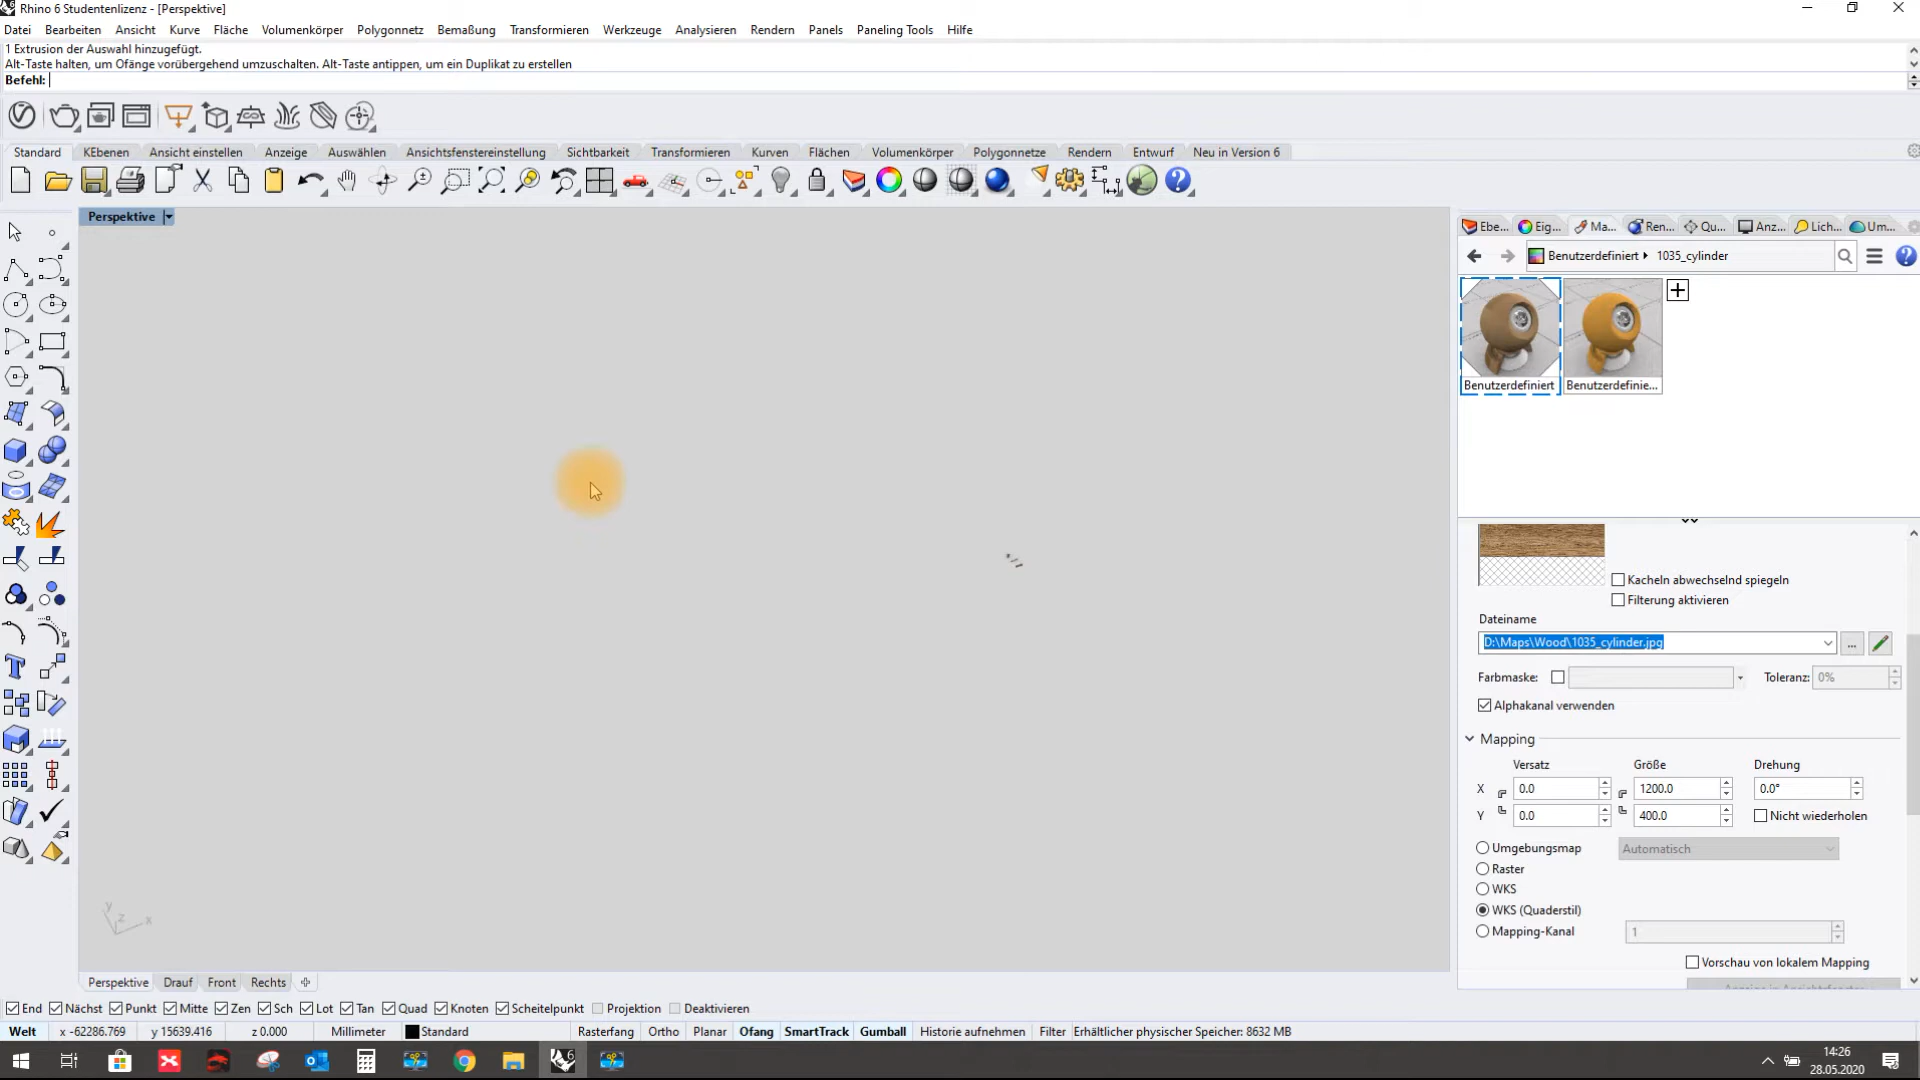 Rhino 6 Studentenlizenz - [Perspektive]
Datei Bearbeiten Ansicht Kurve Fläche Volumenkörper Polygonnetz Bemaßung Transformieren Werkzeuge Analysieren Rendern Panels Paneling Tools Hilfe
1 Extrusion der Auswahl hinzugefügt.
Alt-Taste halten, um Ofänge vorübergehend umzuschalten. Alt-Taste antippen, um ein Duplikat zu erstellen
Befehl:
Standard KEbenen Ansicht einstellen Anzeige Auswählen Ansichtsfenstereinstellung Sichtbarkeit Transformieren Kurven Flächen Volumenkörper Polygonnetze Rendern Entwurf Neu in Version 6
Perspektive
Ebe... Eig... Ma... Ren... Qu... Anz... Lich... Um...
Benutzerdefiniert 1035_cylinder
Benutzerdefiniert Benutzerdefinie...
Kacheln abwechselnd spiegeln
Filterung aktivieren
Dateiname
D:\Maps\Wood\1035_cylinder.jpg ...
Farbmaske: Toleranz: 0%
Alphakanal verwenden
Mapping
Versatz Größe Drehung
X 0.0 1200.0 0.0°
Y 0.0 400.0 Nicht wiederholen
Umgebungsmap Automatisch
Raster
WKS
WKS (Quaderstil)
Mapping-Kanal 1
Vorschau von lokalem Mapping
y z x
Perspektive Drauf Front Rechts
End Nächst Punkt Mitte Zen Sch Lot Tan Quad Knoten Scheitelpunkt Projektion Deaktivieren
Welt x -62286.769 y 15639.416 z 0.000 Millimeter Standard Rasterfang Ortho Planar Ofang SmartTrack Gumball Historie aufnehmen Filter Erhältlicher physischer Speicher: 8632 MB
14:26
28.05.2020